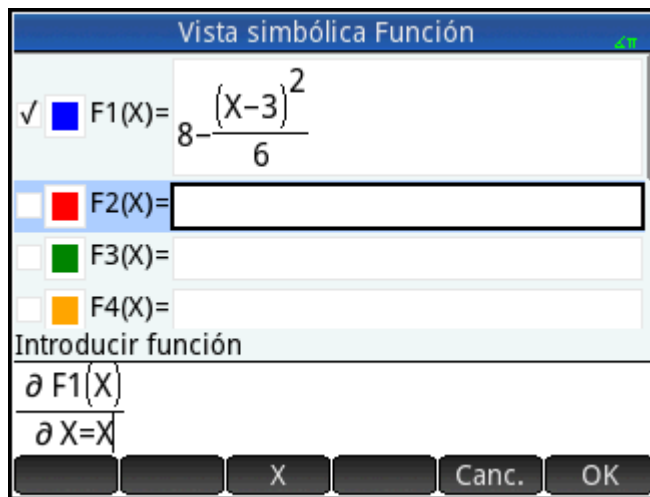 Vista simbólica Función
∡π
√ F1(X)= 8-(X-3)²/6
F2(X)=
F3(X)=
F4(X)=
Introducir función
∂ F1(X)
∂ X=X
X Canc. OK